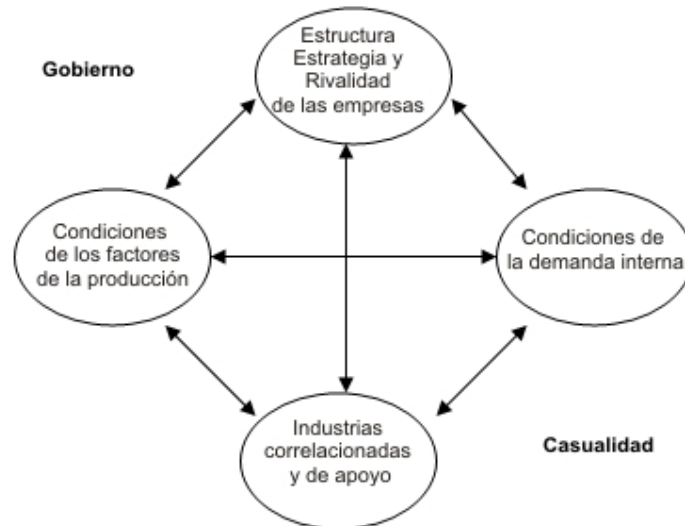 Estructura
Estrategia y
Rivalidad
de las empresas
Gobierno
Condiciones
de los factores
de la producción
Condiciones de
la demanda interna
Industrias
correlacionadas
y de apoyo
Casualidad